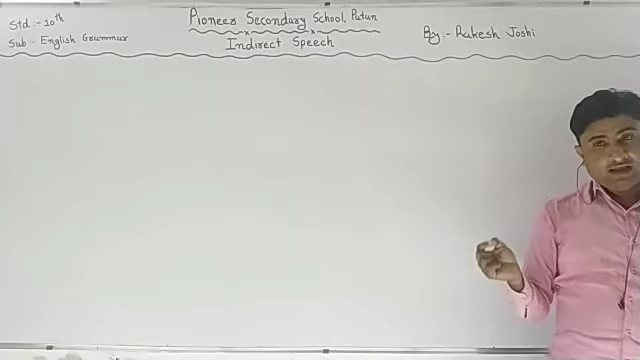 Std :- 10th
Pioneer Secondary School, Patan
Sub :- English Grammar
Indirect Speech
By :- Rakesh Joshi